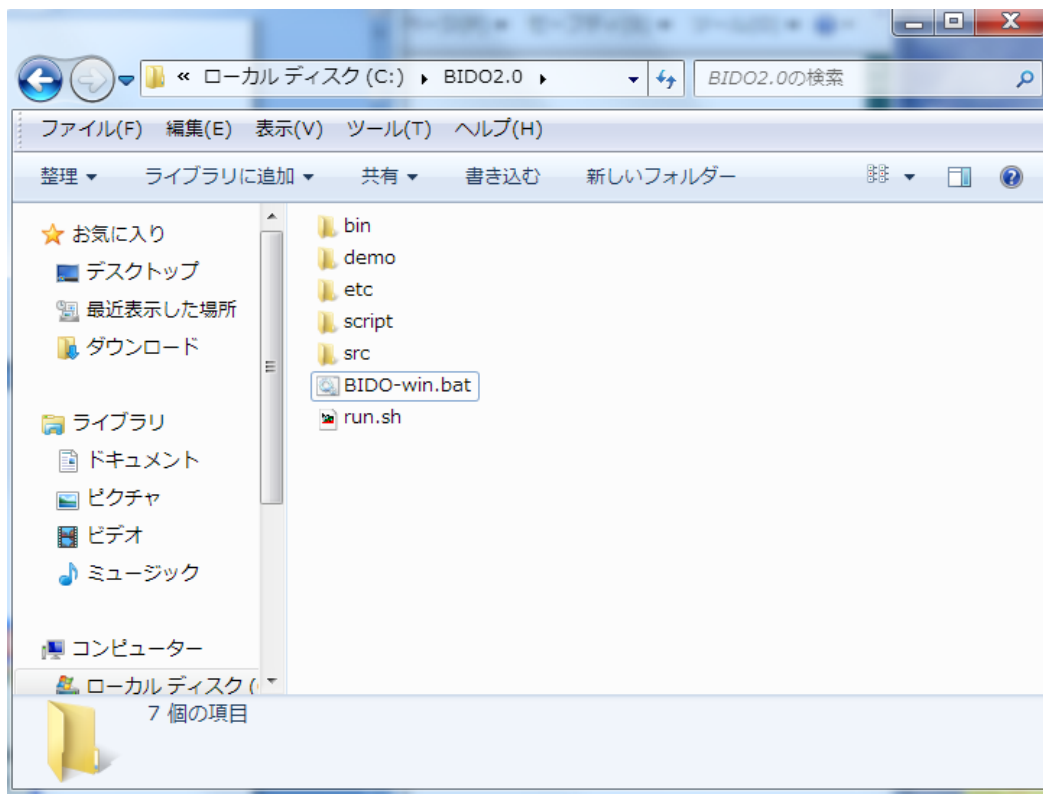 « ローカル ディスク (C:) ▸ BIDO2.0 ▸ BIDO2.0の検索
ファイル(F) 編集(E) 表示(V) ツール(T) ヘルプ(H)
整理 ライブラリに追加 共有 書き込む 新しいフォルダー
お気に入り
デスクトップ
最近表示した場所
ダウンロード
ライブラリ
ドキュメント
ピクチャ
ビデオ
ミュージック
コンピューター
ローカル ディスク (
bin
demo
etc
script
src
BIDO-win.bat
run.sh
7 個の項目